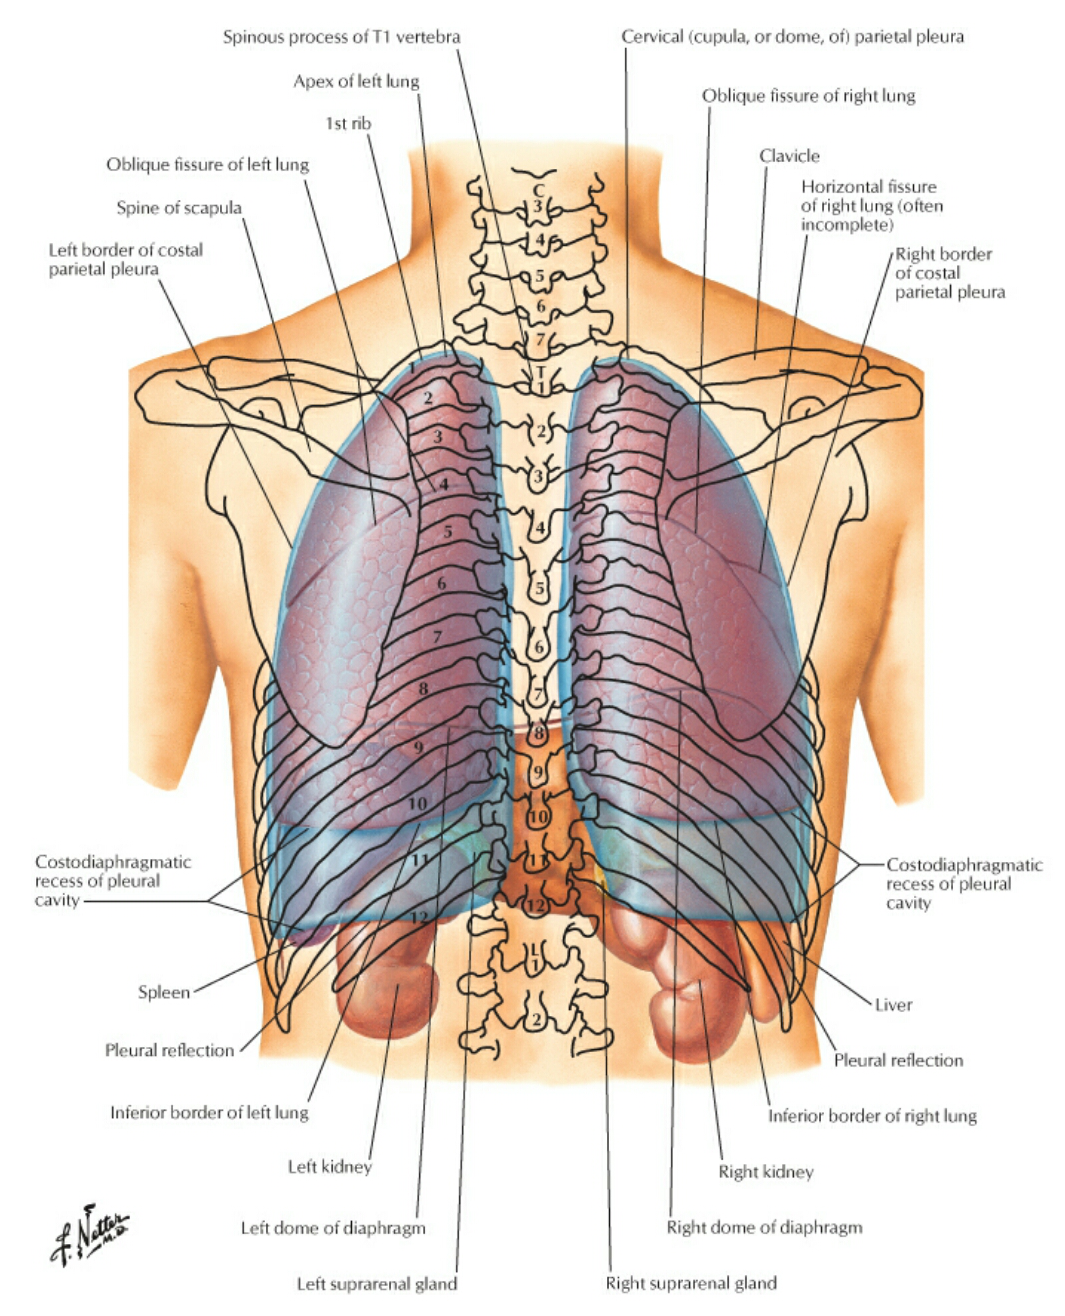 Spinous process of T1 vertebra
Cervical (cupula, or dome, of) parietal pleura
Apex of left lung
Oblique fissure of right lung
1st rib
Clavicle
Oblique fissure of left lung
Horizontal fissure
of right lung (often
incomplete)
Spine of scapula
Left border of costal
parietal pleura
Right border
of costal
parietal pleura
C
3
4
5
6
7
T
1
2
3
4
5
6
7
8
9
10
11
12
L
1
2
1
2
3
4
5
6
7
8
9
10
11
12
Costodiaphragmatic
recess of pleural
cavity
Costodiaphragmatic
recess of pleural
cavity
Spleen
Liver
Pleural reflection
Pleural reflection
Inferior border of left lung
Inferior border of right lung
Left kidney
Right kidney
Left dome of diaphragm
Right dome of diaphragm
Left suprarenal gland
Right suprarenal gland
F. Netter
M.D.